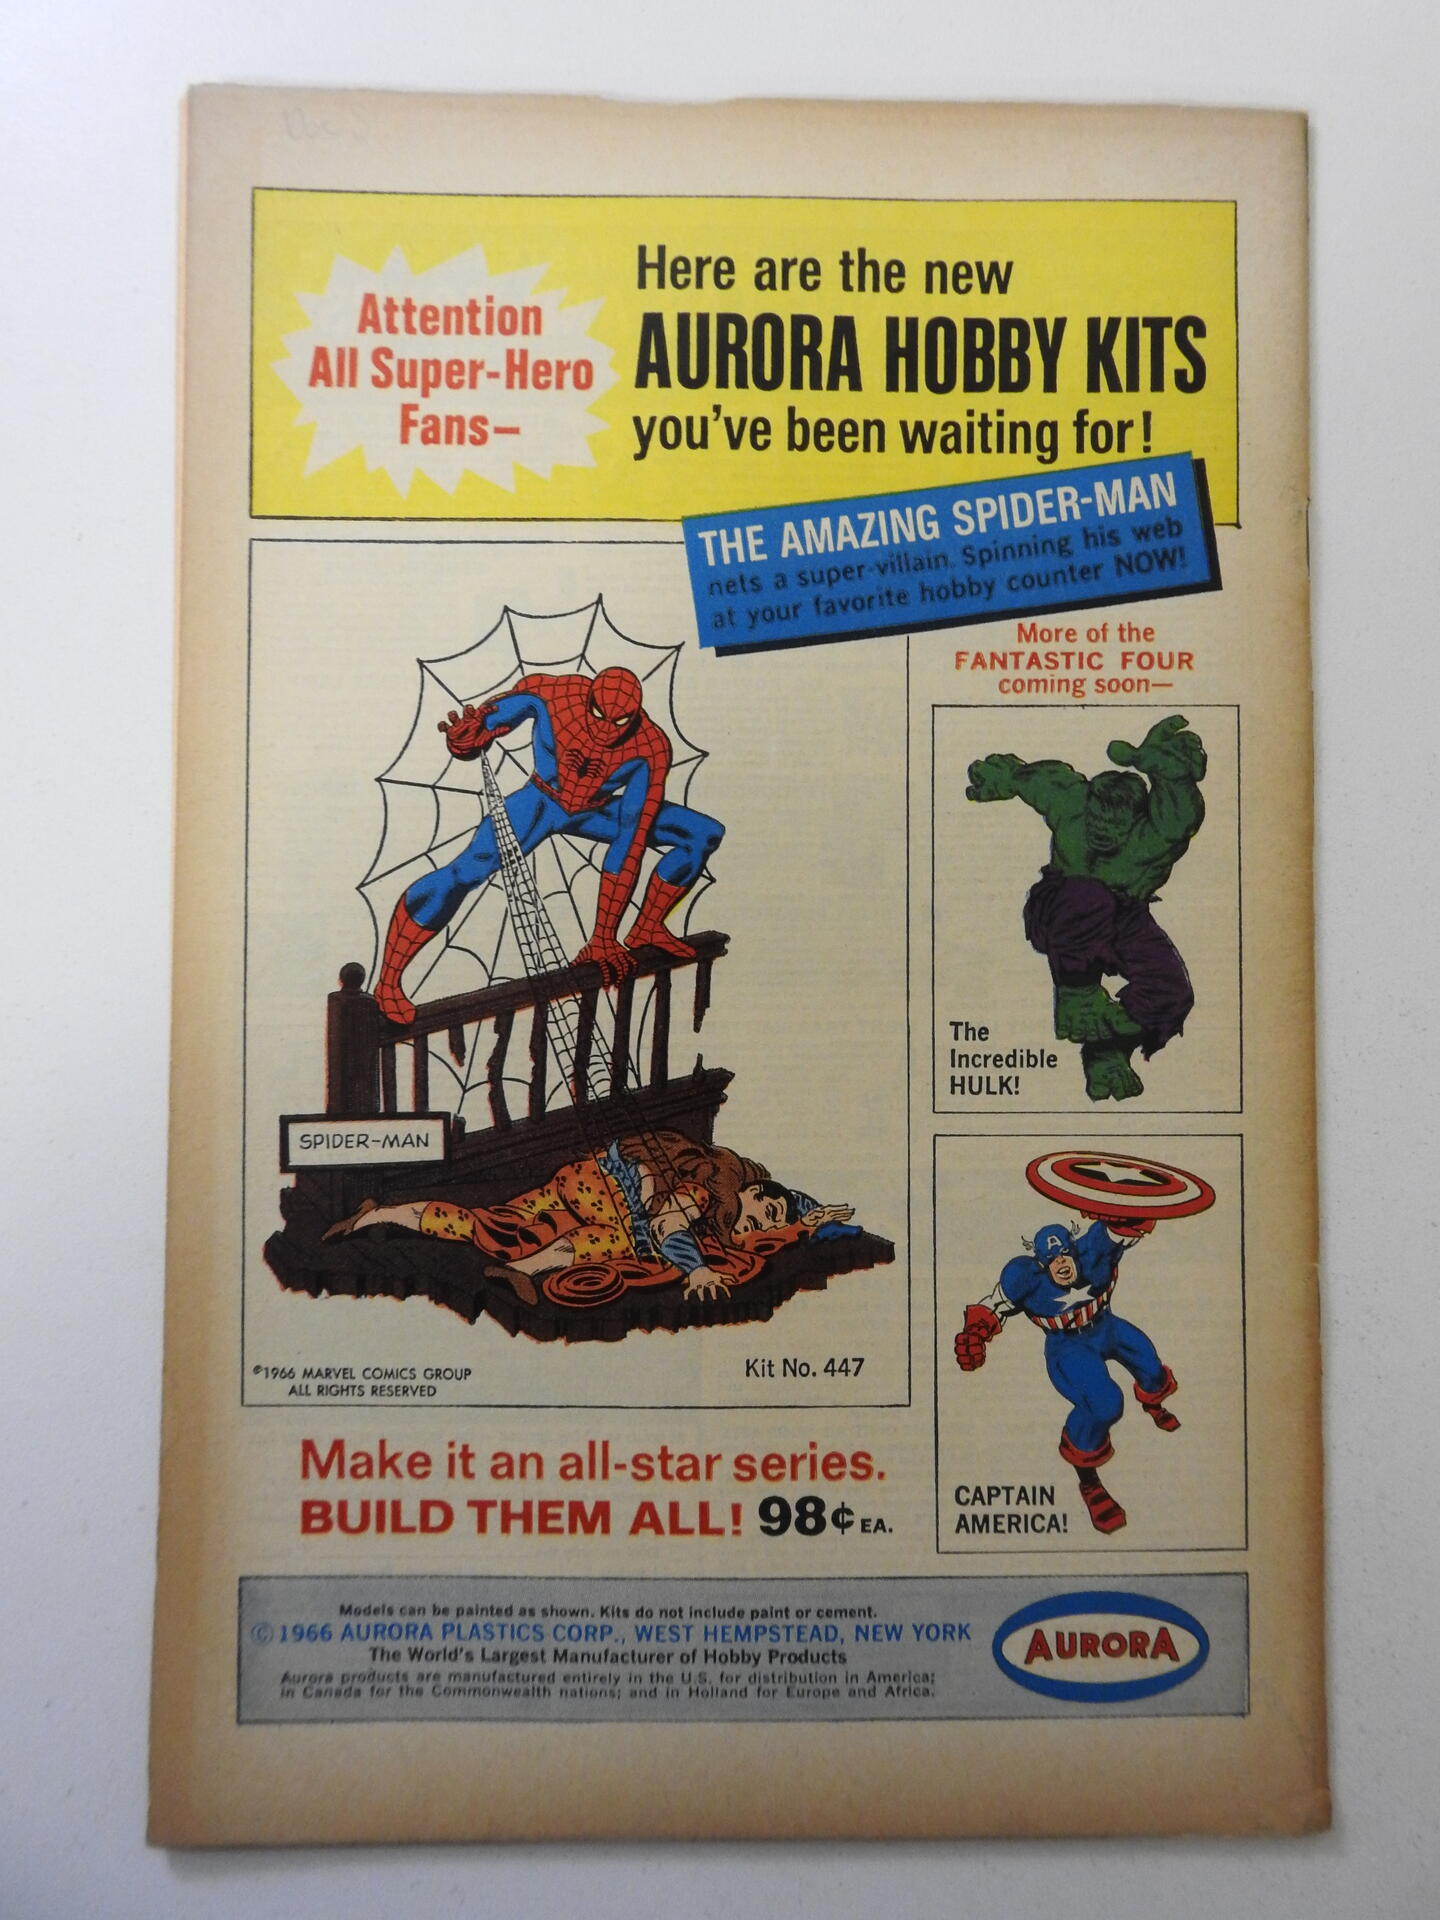 Attention
All Super-Hero
Fans—
Here are the new
AURORA HOBBY KITS
you've been waiting for!
THE AMAZING SPIDER-MAN
nets a super-villain. Spinning his web
at your favorite hobby counter NOW!
More of the
FANTASTIC FOUR
coming soon—
The
Incredible
HULK!
SPIDER-MAN
©1966 MARVEL COMICS GROUP
ALL RIGHTS RESERVED
Kit No. 447
A
CAPTAIN
AMERICA!
Make it an all-star series.
BUILD THEM ALL! 98¢ EA.
Models can be painted as shown. Kits do not include paint or cement.
© 1966 AURORA PLASTICS CORP., WEST HEMPSTEAD, NEW YORK
The World's Largest Manufacturer of Hobby Products
Aurora products are manufactured entirely in the U.S. for distribution in America;
in Canada for the Commonwealth nations; and in Holland for Europe and Africa.
AURORA